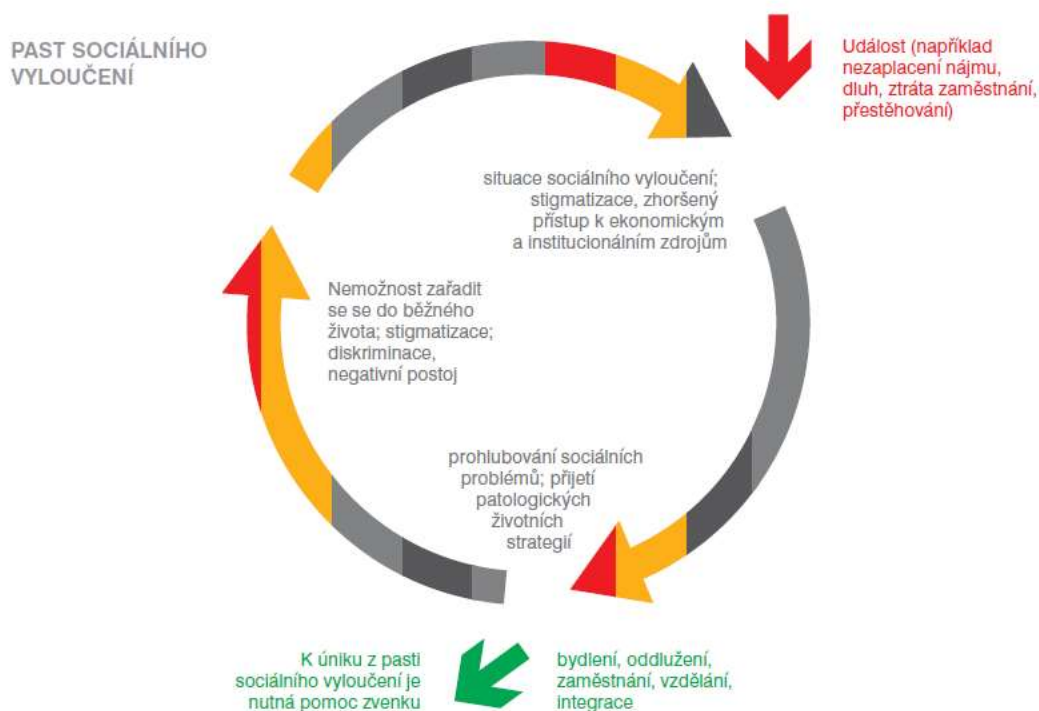 PAST SOCIÁLNÍHO
VYLOUČENÍ
Událost (například
nezaplacení nájmu,
dluh, ztráta zaměstnání,
přestěhování)
situace sociálního vyloučení;
stigmatizace, zhoršený
přístup k ekonomickým
a institucionálním zdrojům
prohlubování sociálních
problémů; přijetí
patologických
životních
strategií
Nemožnost zařadit
se se do běžného
života; stigmatizace;
diskriminace,
negativní postoj
K úniku z pasti
sociálního vyloučení je
nutná pomoc zvenku
bydlení, oddlužení,
zaměstnání, vzdělání,
integrace